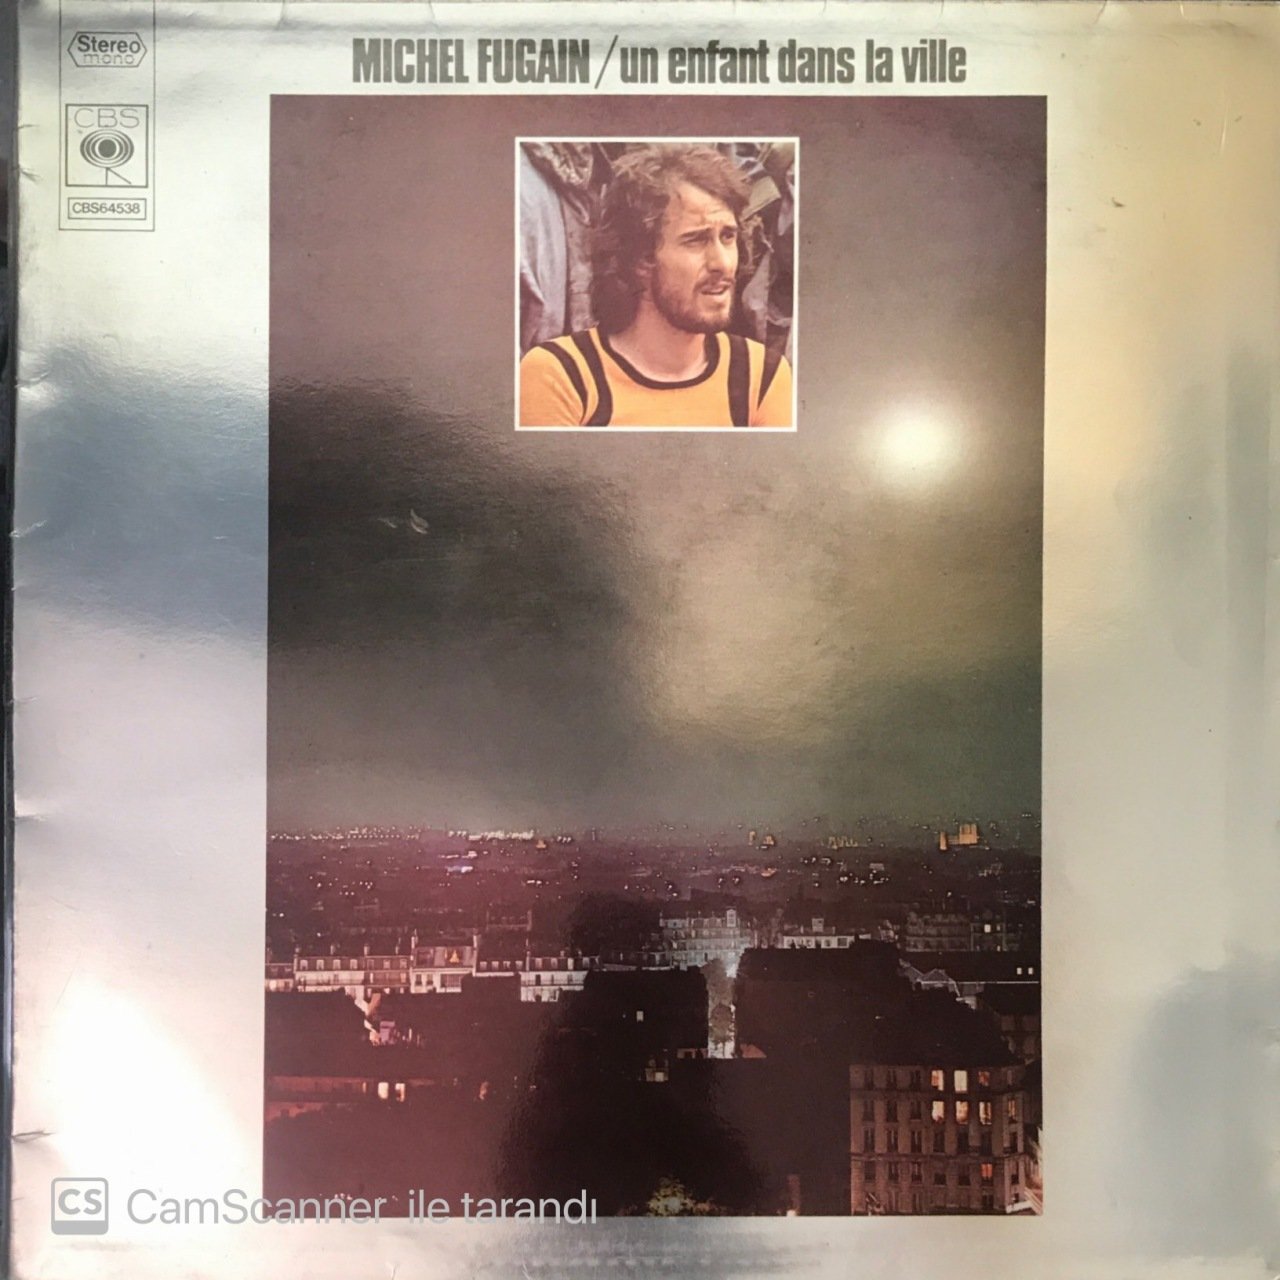 Stereo
mono
MICHEL FUGAIN / un enfant dans la ville
CBS
CBS64538
CS CamScanner ile tarandı